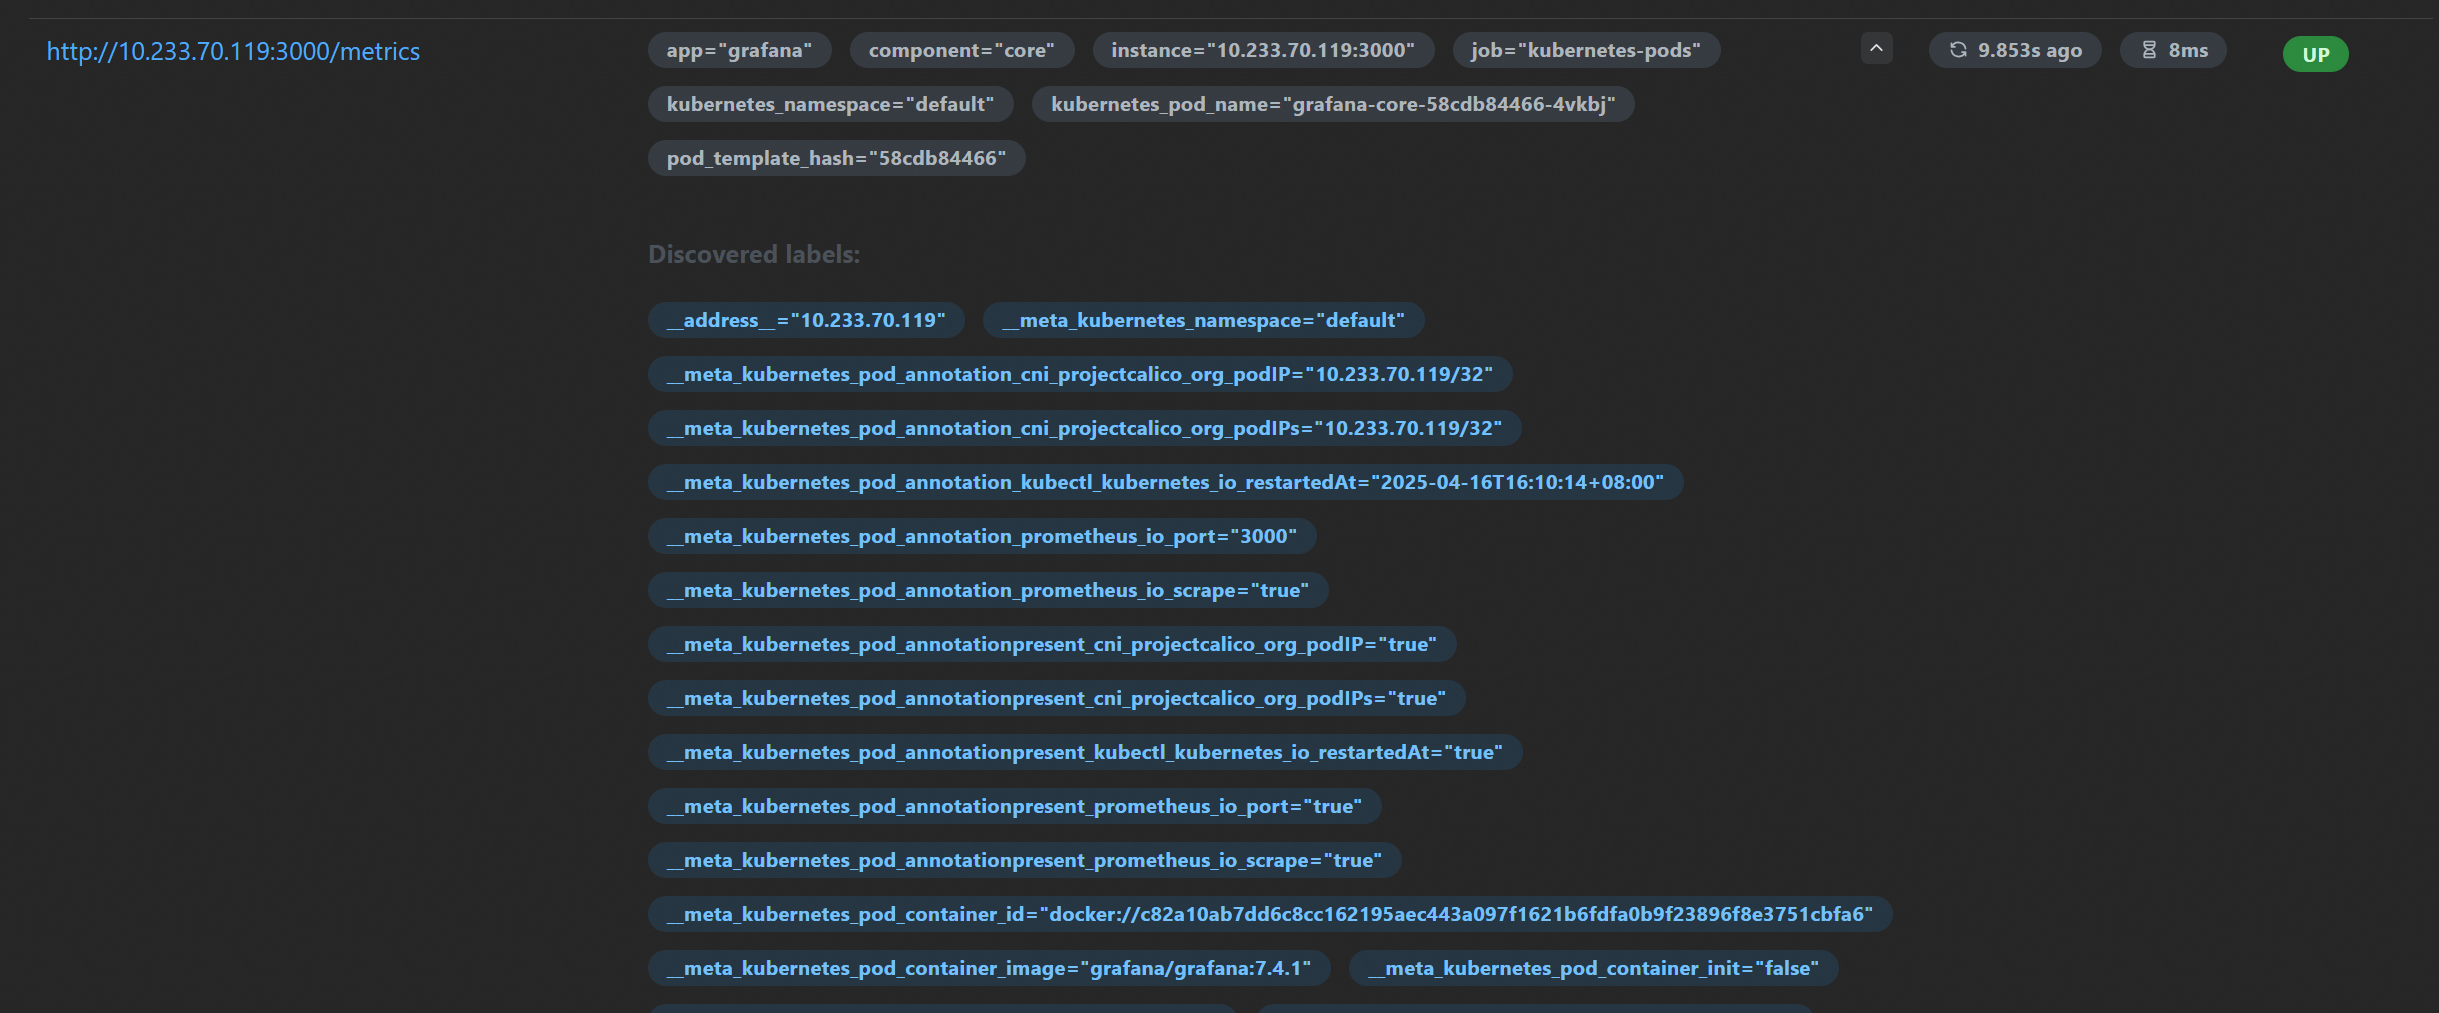 http://10.233.70.119:3000/metrics app="grafana" component="core" instance="10.233.70.119:3000" job="kubernetes-pods" 9.853s ago 8ms UP
kubernetes_namespace="default" kubernetes_pod_name="grafana-core-58cdb84466-4vkbj"
pod_template_hash="58cdb84466"
Discovered labels:
__address__="10.233.70.119" __meta_kubernetes_namespace="default"
__meta_kubernetes_pod_annotation_cni_projectcalico_org_podIP="10.233.70.119/32"
__meta_kubernetes_pod_annotation_cni_projectcalico_org_podIPs="10.233.70.119/32"
__meta_kubernetes_pod_annotation_kubectl_kubernetes_io_restartedAt="2025-04-16T16:10:14+08:00"
__meta_kubernetes_pod_annotation_prometheus_io_port="3000"
__meta_kubernetes_pod_annotation_prometheus_io_scrape="true"
__meta_kubernetes_pod_annotationpresent_cni_projectcalico_org_podIP="true"
__meta_kubernetes_pod_annotationpresent_cni_projectcalico_org_podIPs="true"
__meta_kubernetes_pod_annotationpresent_kubectl_kubernetes_io_restartedAt="true"
__meta_kubernetes_pod_annotationpresent_prometheus_io_port="true"
__meta_kubernetes_pod_annotationpresent_prometheus_io_scrape="true"
__meta_kubernetes_pod_container_id="docker://c82a10ab7dd6c8cc162195aec443a097f1621b6fdfa0b9f23896f8e3751cbfa6"
__meta_kubernetes_pod_container_image="grafana/grafana:7.4.1" __meta_kubernetes_pod_container_init="false"